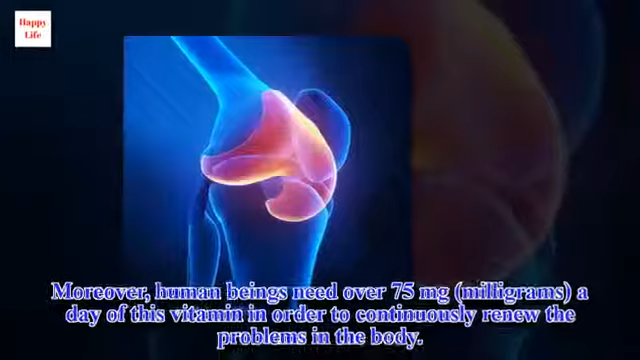 Happy
Life
Moreover, human beings need over 75 mg (milligrams) a
day of this vitamin in order to continuously renew the
problems in the body.